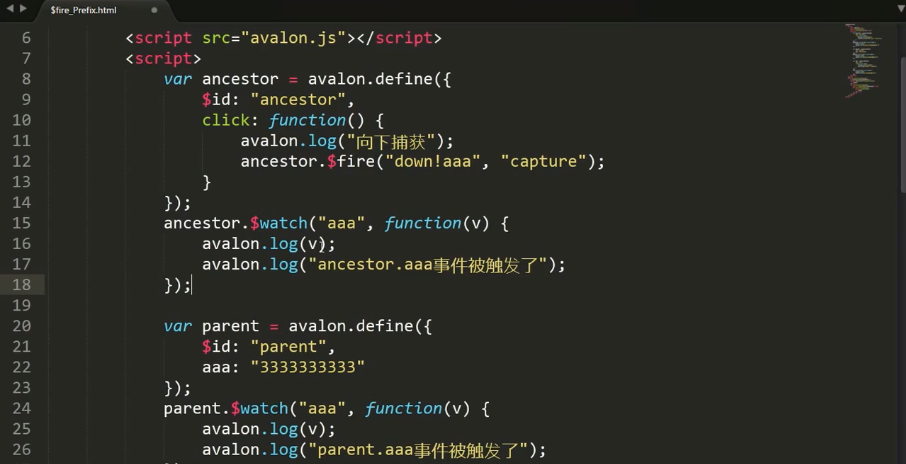 $fire_Prefix.html
6 <script src="avalon.js"></script>
7 <script>
8 var ancestor = avalon.define({
9 $id: "ancestor",
10 click: function() {
11 avalon.log("向下捕获");
12 ancestor.$fire("down!aaa", "capture");
13 }
14 });
15 ancestor.$watch("aaa", function(v) {
16 avalon.log(v);
17 avalon.log("ancestor.aaa事件被触发了");
18 });
19
20 var parent = avalon.define({
21 $id: "parent",
22 aaa: "3333333333"
23 });
24 parent.$watch("aaa", function(v) {
25 avalon.log(v);
26 avalon.log("parent.aaa事件被触发了");